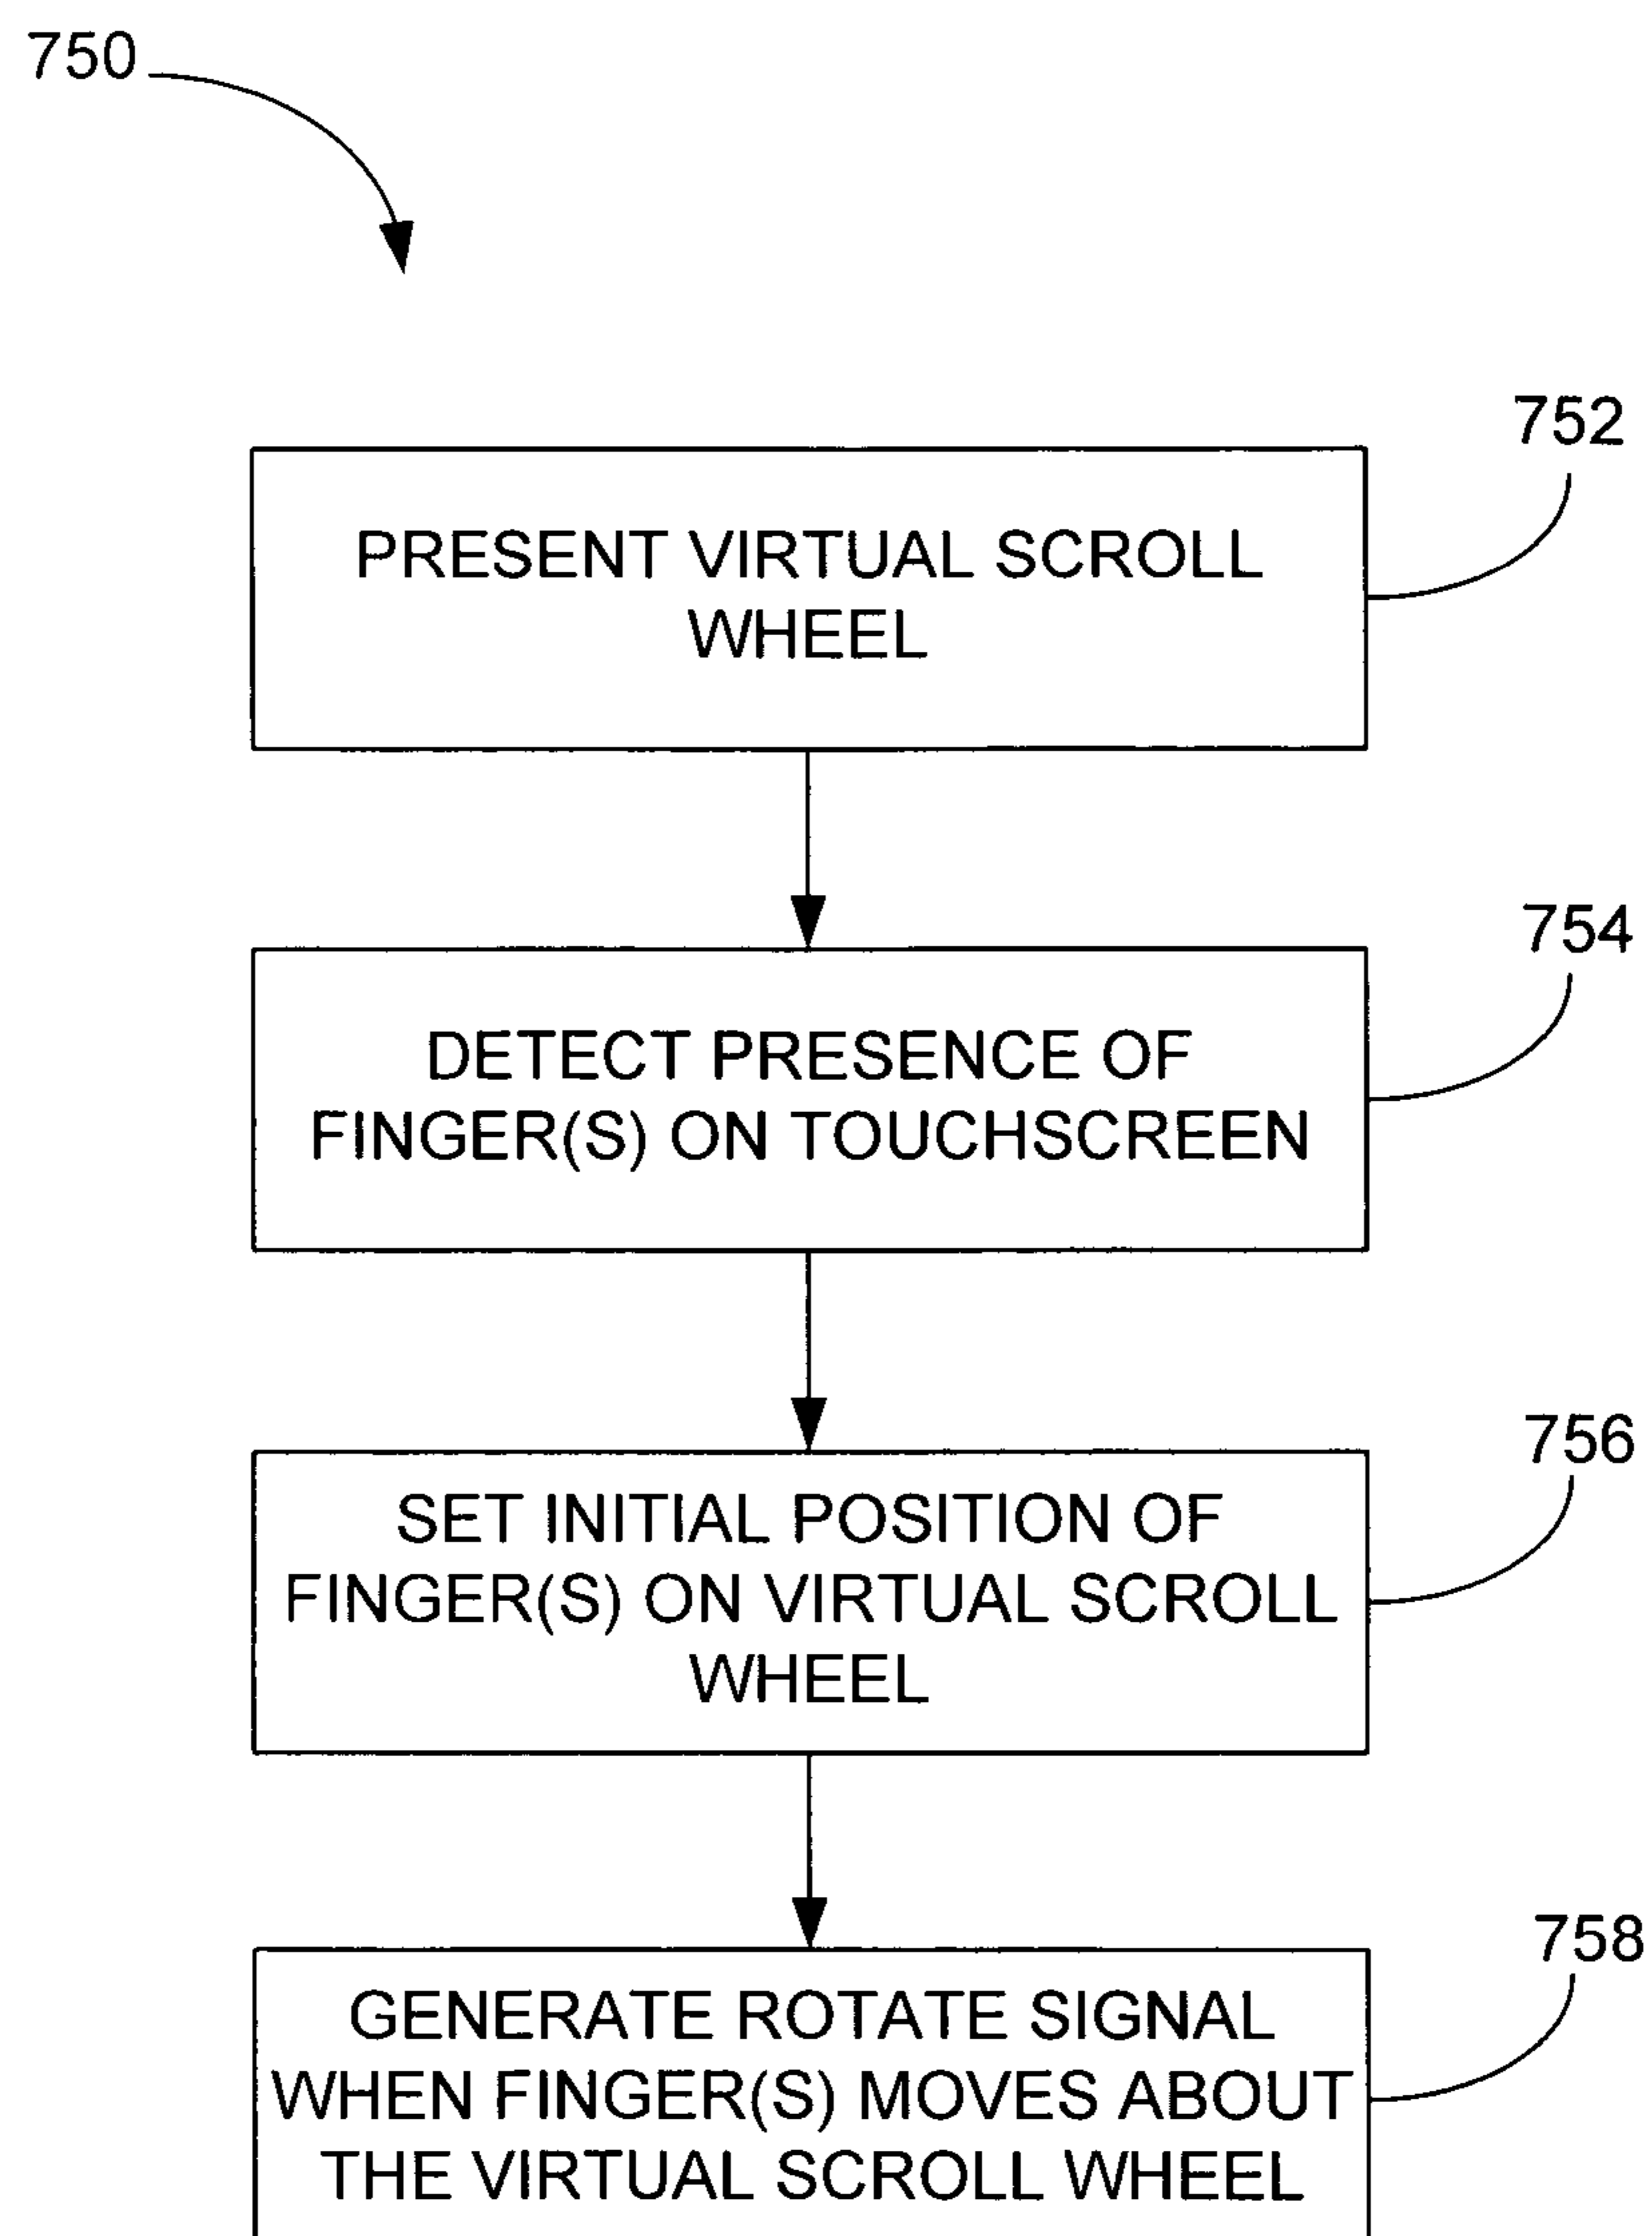 750
752
PRESENT VIRTUAL SCROLL
WHEEL
754
DETECT PRESENCE OF
FINGER(S) ON TOUCHSCREEN
756
SET INITIAL POSITION OF
FINGER(S) ON VIRTUAL SCROLL
WHEEL
758
GENERATE ROTATE SIGNAL
WHEN FINGER(S) MOVES ABOUT
THE VIRTUAL SCROLL WHEEL